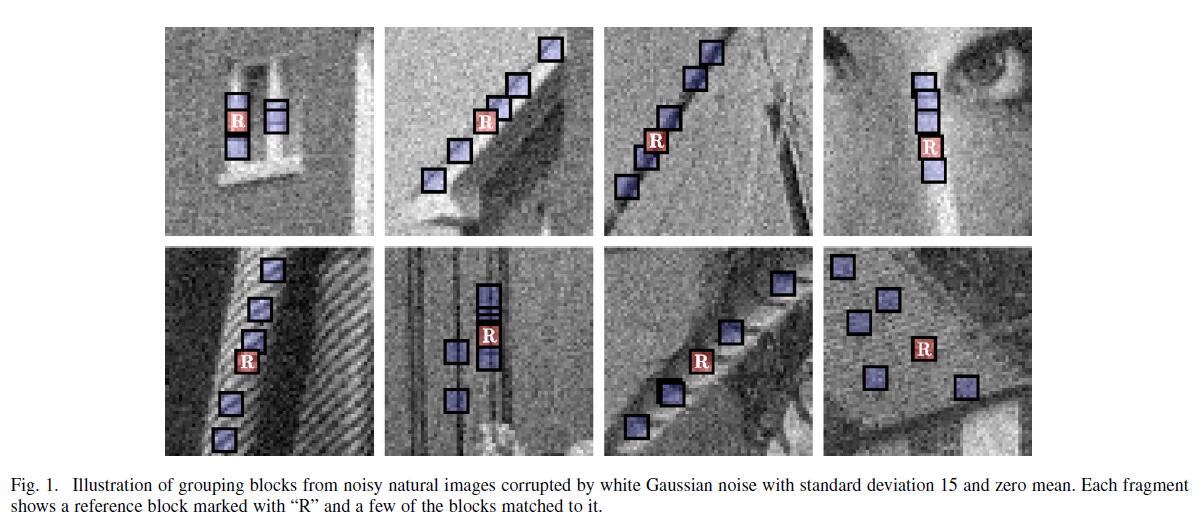 R
R
R
R
R
R
R
R
Fig. 1. Illustration of grouping blocks from noisy natural images corrupted by white Gaussian noise with standard deviation 15 and zero mean. Each fragment
shows a reference block marked with “R” and a few of the blocks matched to it.